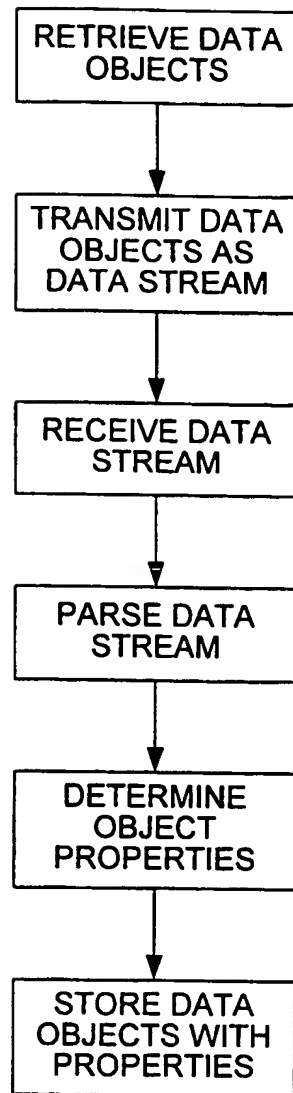 RETRIEVE DATA
OBJECTS
TRANSMIT DATA
OBJECTS AS
DATA STREAM
RECEIVE DATA
STREAM
PARSE DATA
STREAM
DETERMINE
OBJECT
PROPERTIES
STORE DATA
OBJECTS WITH
PROPERTIES